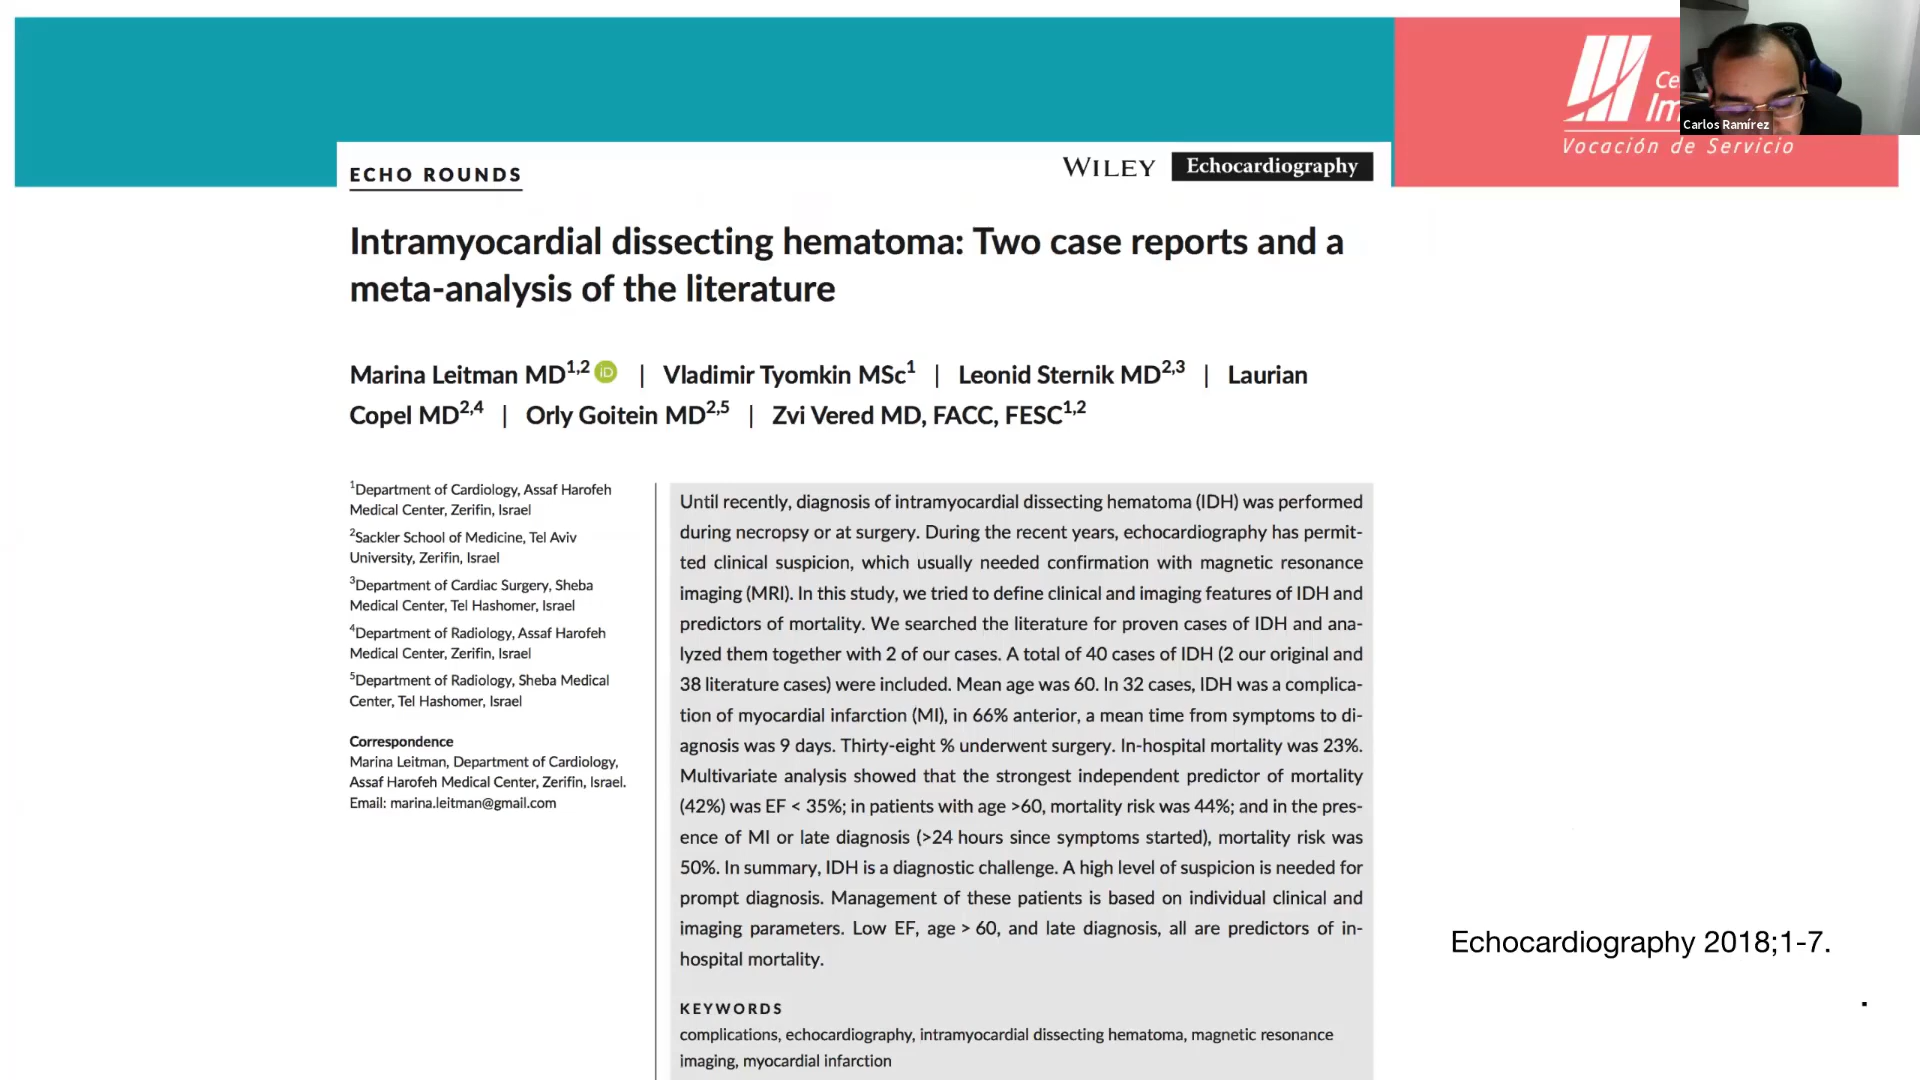 Ce
Im
Vocación de Servicio
Carlos Ramírez
ECHO ROUNDS
WILEY Echocardiography
Intramyocardial dissecting hematoma: Two case reports and a
meta-analysis of the literature
Marina Leitman MD1,2 iD | Vladimir Tyomkin MSc1 | Leonid Sternik MD2,3 | Laurian
Copel MD2,4 | Orly Goitein MD2,5 | Zvi Vered MD, FACC, FESC1,2
1Department of Cardiology, Assaf Harofeh
Medical Center, Zerifin, Israel
2Sackler School of Medicine, Tel Aviv
University, Zerifin, Israel
3Department of Cardiac Surgery, Sheba
Medical Center, Tel Hashomer, Israel
4Department of Radiology, Assaf Harofeh
Medical Center, Zerifin, Israel
5Department of Radiology, Sheba Medical
Center, Tel Hashomer, Israel
Correspondence
Marina Leitman, Department of Cardiology,
Assaf Harofeh Medical Center, Zerifin, Israel.
Email: marina.leitman@gmail.com
Until recently, diagnosis of intramyocardial dissecting hematoma (IDH) was performed
during necropsy or at surgery. During the recent years, echocardiography has permit-
ted clinical suspicion, which usually needed confirmation with magnetic resonance
imaging (MRI). In this study, we tried to define clinical and imaging features of IDH and
predictors of mortality. We searched the literature for proven cases of IDH and ana-
lyzed them together with 2 of our cases. A total of 40 cases of IDH (2 our original and
38 literature cases) were included. Mean age was 60. In 32 cases, IDH was a complica-
tion of myocardial infarction (MI), in 66% anterior, a mean time from symptoms to di-
agnosis was 9 days. Thirty-eight % underwent surgery. In-hospital mortality was 23%.
Multivariate analysis showed that the strongest independent predictor of mortality
(42%) was EF < 35%; in patients with age >60, mortality risk was 44%; and in the pres-
ence of MI or late diagnosis (>24 hours since symptoms started), mortality risk was
50%. In summary, IDH is a diagnostic challenge. A high level of suspicion is needed for
prompt diagnosis. Management of these patients is based on individual clinical and
imaging parameters. Low EF, age > 60, and late diagnosis, all are predictors of in-
hospital mortality.
KEYWORDS
complications, echocardiography, intramyocardial dissecting hematoma, magnetic resonance
imaging, myocardial infarction
Echocardiography 2018;1-7.
.